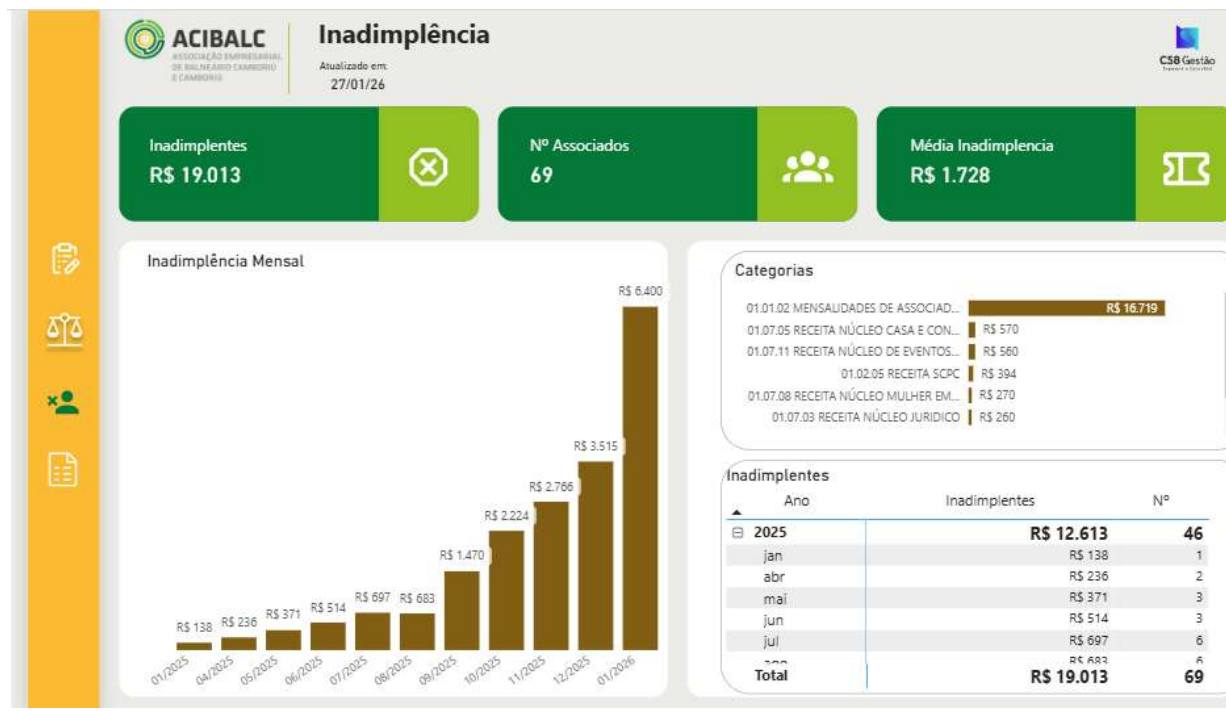 ACIBALC
ASSOCIAÇÃO EMPRESARIAL
DE BALNEÁRIO CAMBORIÚ
E CAMBORIÚ
Inadimplência
Atualizado em:
27/01/26
CSB Gestão
Inadimplentes
R$ 19.013
Nº Associados
69
Média Inadimplencia
R$ 1.728
Inadimplência Mensal
R$ 138
R$ 236
R$ 371
R$ 514
R$ 697
R$ 683
R$ 1.470
R$ 2.224
R$ 2.766
R$ 3.515
R$ 6.400
01/2025
04/2025
05/2025
06/2025
07/2025
08/2025
09/2025
10/2025
11/2025
12/2025
01/2026
Categorias
01.01.02 MENSALIDADES DE ASSOCIAD... R$ 16.719
01.07.05 RECEITA NÚCLEO CASA E CON... R$ 570
01.07.11 RECEITA NÚCLEO DE EVENTOS... R$ 560
01.02.05 RECEITA SCPC R$ 394
01.07.08 RECEITA NÚCLEO MULHER EM... R$ 270
01.07.03 RECEITA NÚCLEO JURIDICO R$ 260
Inadimplentes
Ano Inadimplentes Nº
2025 R$ 12.613 46
jan R$ 138 1
abr R$ 236 2
mai R$ 371 3
jun R$ 514 3
jul R$ 697 6
R$ 683 6
Total R$ 19.013 69